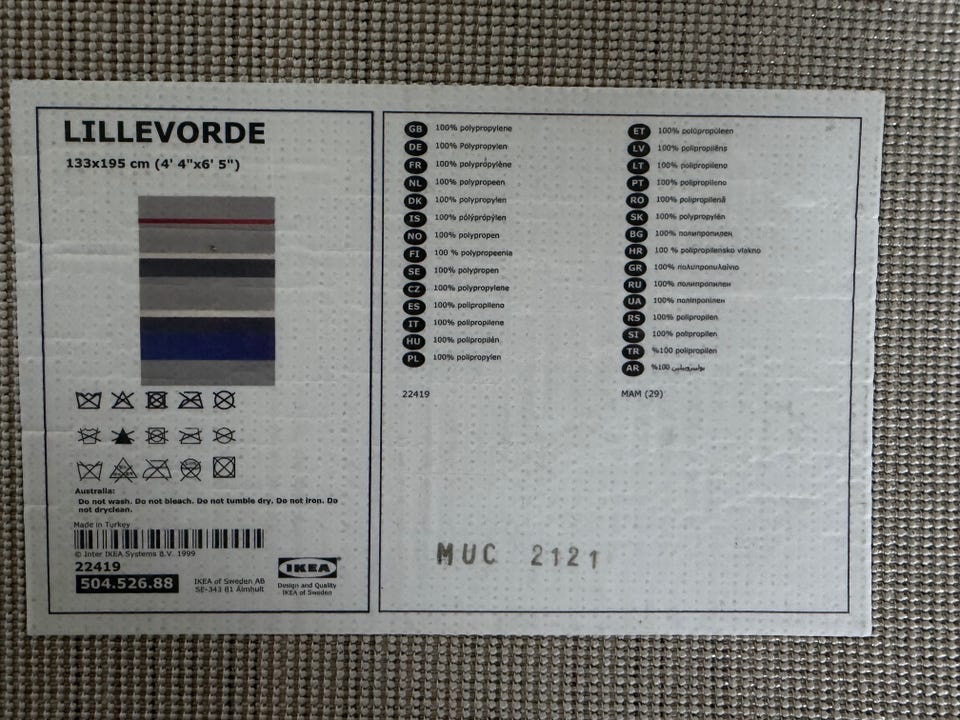 LILLEVORDE
133x195 cm (4' 4"x6' 5")
Australia:
Do not wash. Do not bleach. Do not tumble dry. Do not iron. Do
not dryclean.
Made in Turkey
© Inter IKEA Systems B.V. 1999
22419
504.526.88
IKEA of Sweden AB
SE-343 81 Älmhult
IKEA
Design and Quality
IKEA of Sweden
GB 100% polypropylene
DE 100% Polypropylen
FR 100% polypropylène
NL 100% polypropeen
DK 100% polypropylen
IS 100% pólýprópýlen
NO 100% polypropen
FI 100 % polypropeenia
SE 100% polypropen
CZ 100% polypropylene
ES 100% polipropileno
IT 100% polipropilene
HU 100% polipropilén
PL 100% polipropylen
22419
ET 100% polüpropüleen
LV 100% polipropilēns
LT 100% polipropileno
PT 100% polipropileno
RO 100% polipropilenă
SK 100% polypropylén
BG 100% полипропилен
HR 100 % polipropilensko vlakno
GR 100% πολυπροπυλαίνιο
RU 100% полипропилен
UA 100% поліпропілен
RS 100% polipropilen
SI 100% polipropilen
TR %100 polipropilen
AR %100 بوليبروبيلين
MAM (29)
MUC 2121